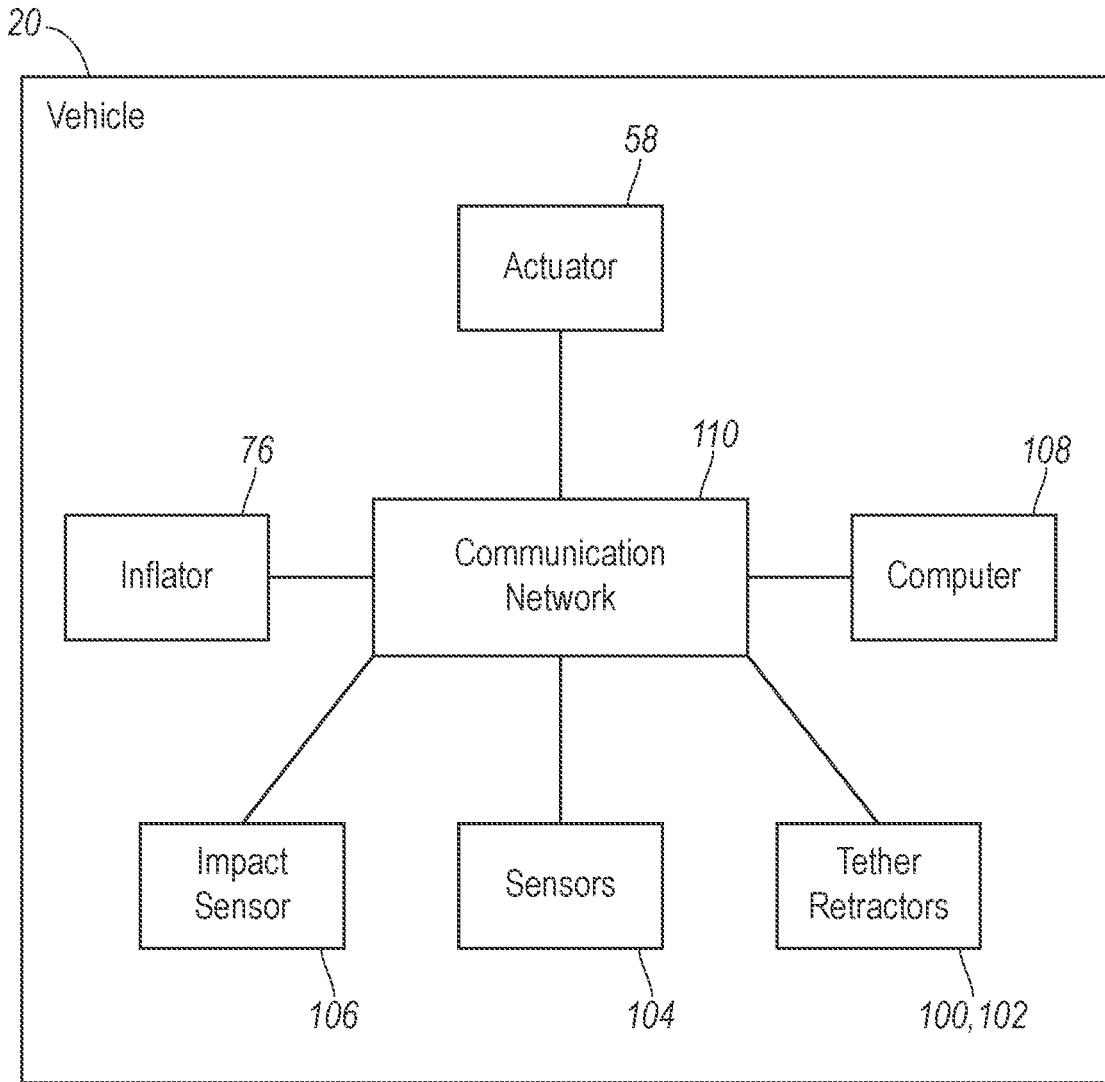 20
Vehicle
58
Actuator
76
110
108
Inflator
Communication
Network
Computer
Impact
Sensor
Sensors
Tether
Retractors
106
104
100,102